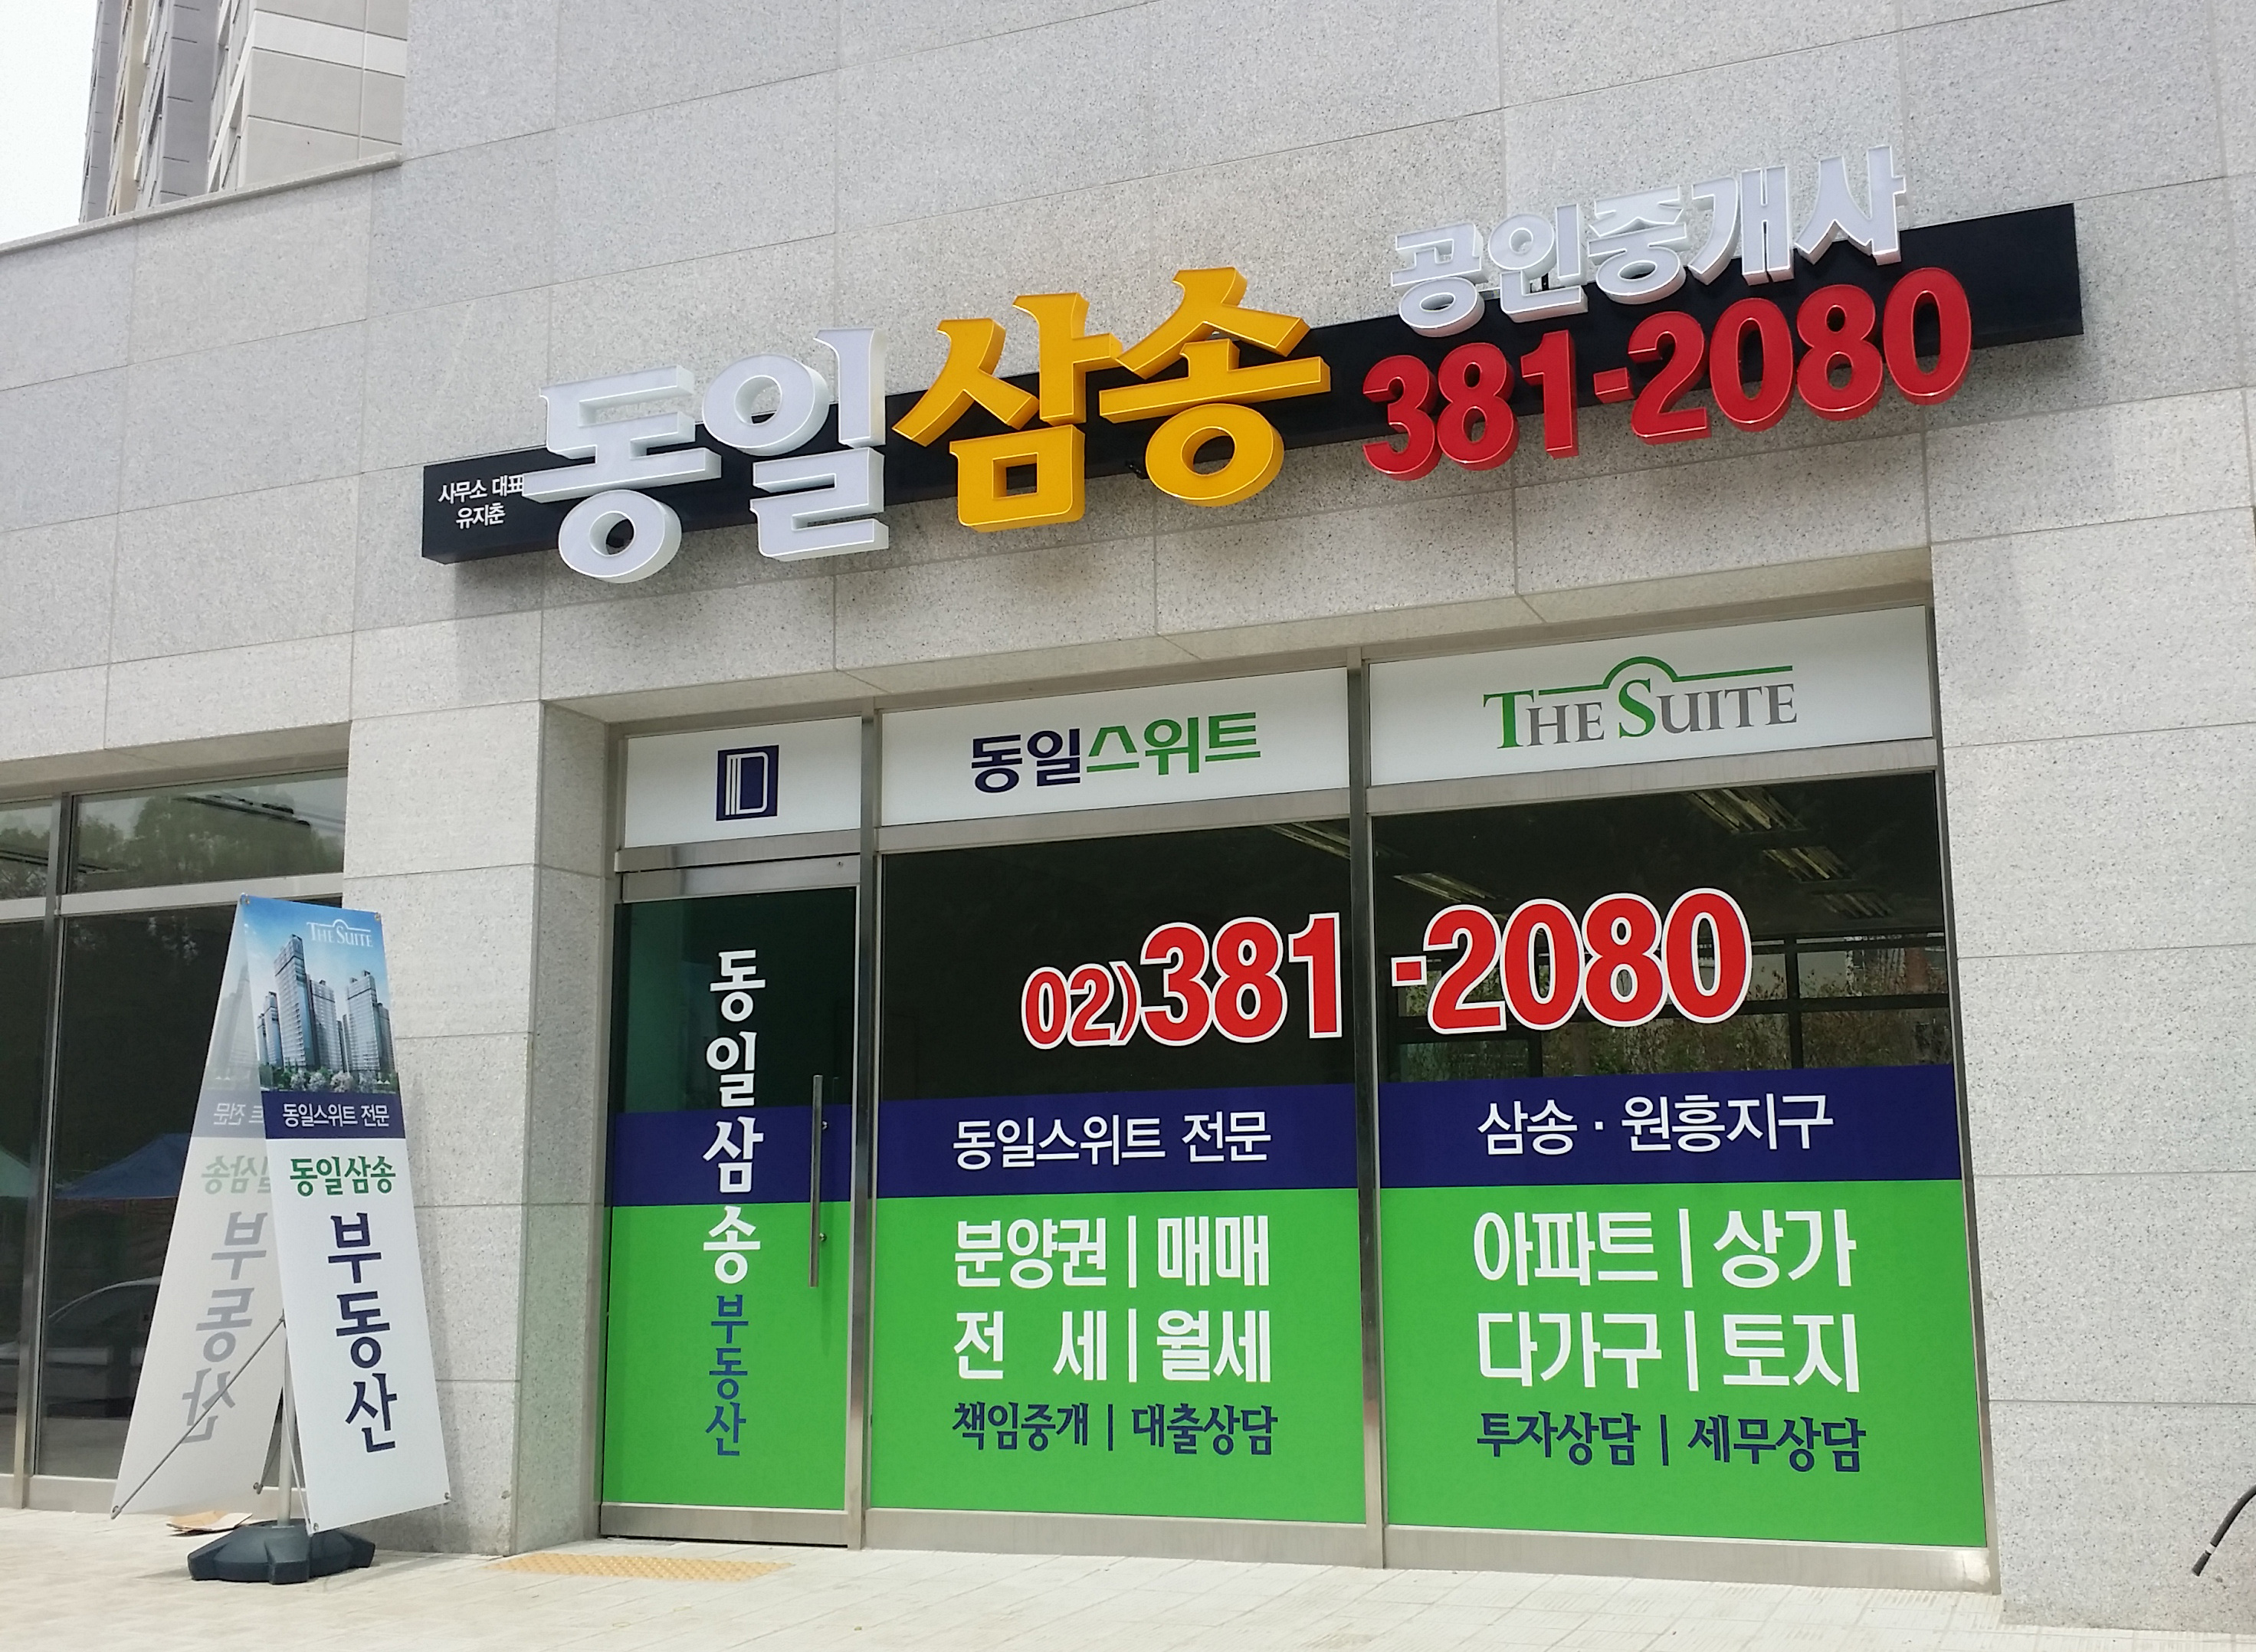 공인중개사
동일삼송 381-2080
사무소 대표
유지춘
D
동일스위트
THE SUITE
02)381-2080
동일삼송부동산
동일스위트 전문
삼송 · 원흥지구
분양권 | 매매
전 세 | 월세
책임중개 | 대출상담
아파트 | 상가
다가구 | 토지
투자상담 | 세무상담
THE SUITE
동일스위트 전문
동일삼송
부동산